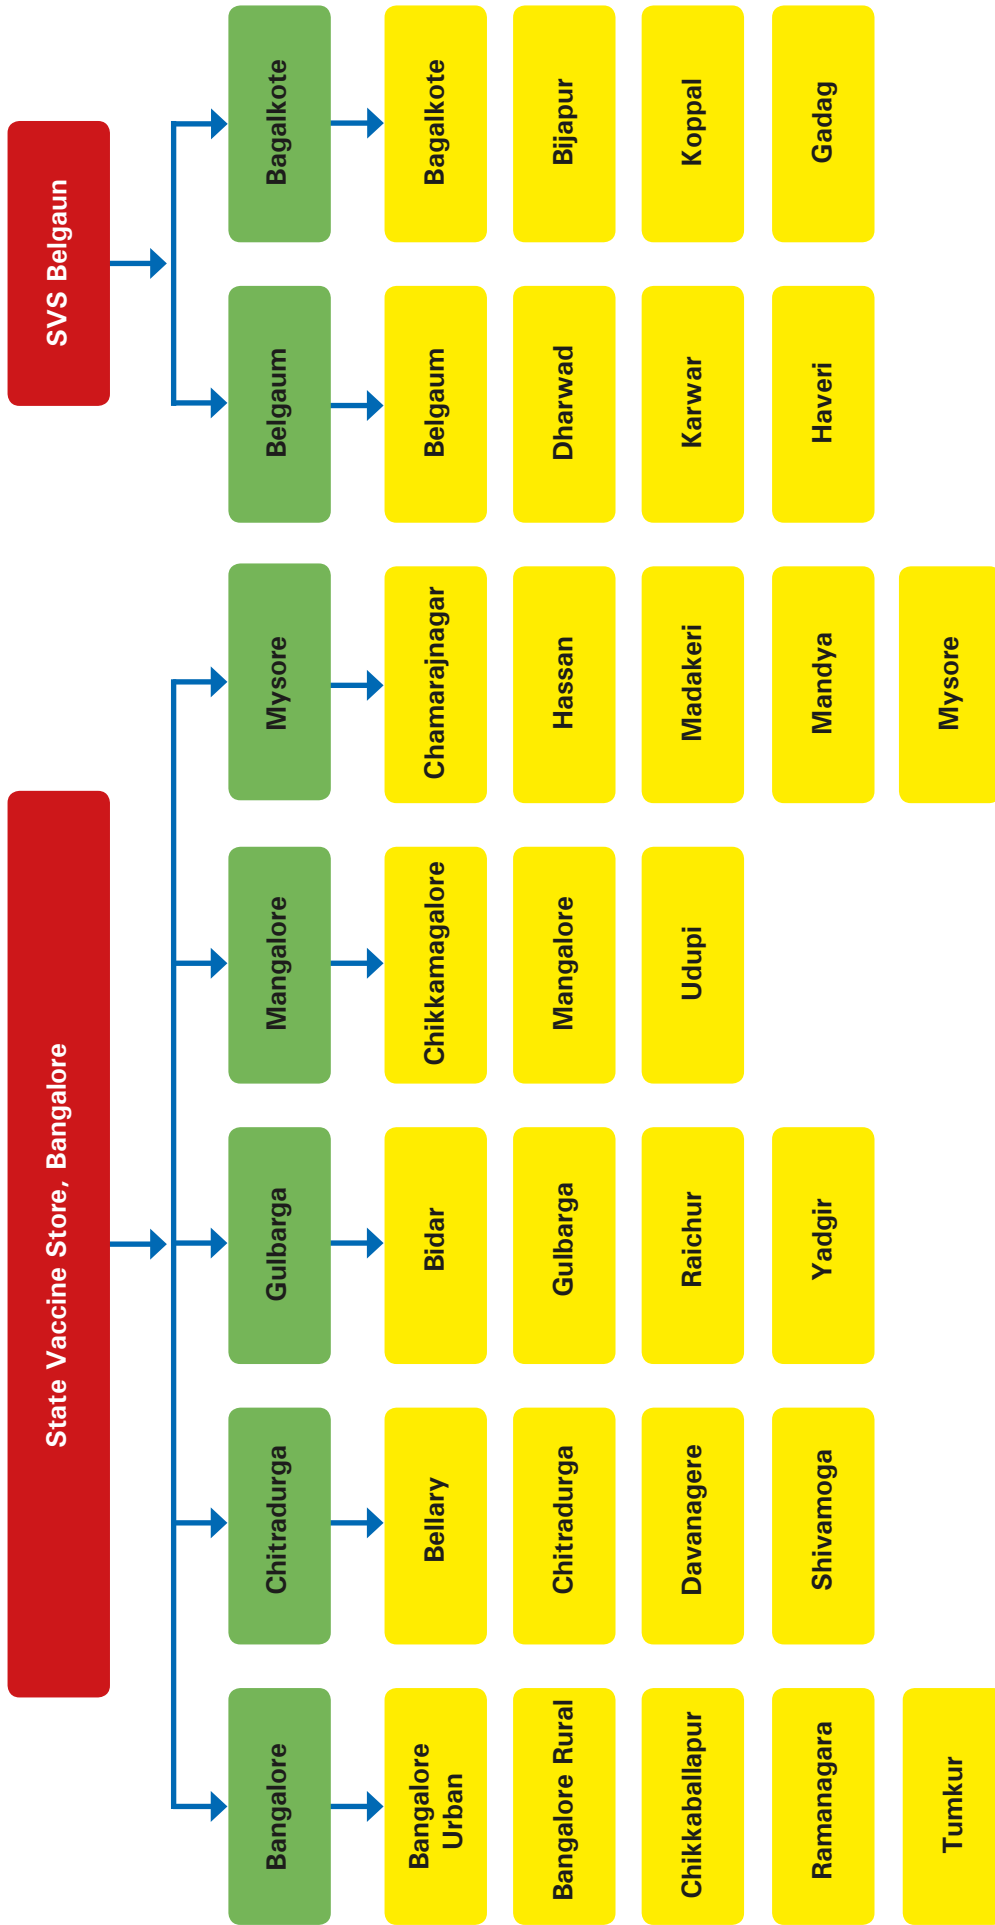 State Vaccine Store, Bangalore
SVS Belgaun
Bangalore
Chitradurga
Gulbarga
Mangalore
Mysore
Belgaum
Bagalkote
Bangalore
Urban
Bellary
Bidar
Chikkamagalore
Chamarajnagar
Belgaum
Bagalkote
Bangalore Rural
Chitradurga
Gulbarga
Mangalore
Hassan
Dharwad
Bijapur
Chikkaballapur
Davanagere
Raichur
Udupi
Madakeri
Karwar
Koppal
Ramanagara
Shivamoga
Yadgir
Mandya
Haveri
Gadag
Tumkur
Mysore